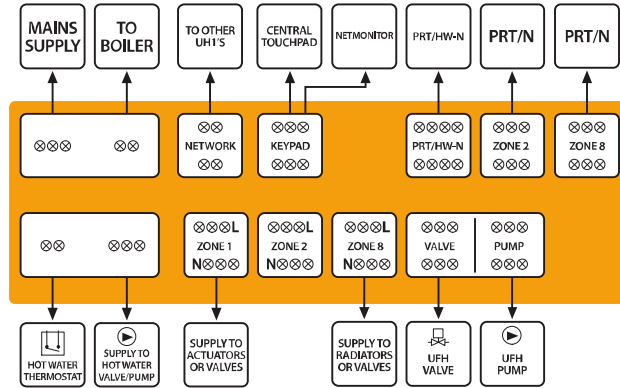 MAINS
SUPPLY
TO
BOILER
TO OTHER
UH1'S
CENTRAL
TOUCHPAD
NETMONITOR
PRT/HW-N
PRT/N
PRT/N
NETWORK
KEYPAD
PRT/HW-N
ZONE 2
ZONE 8
L
ZONE 1
N
L
ZONE 2
L
ZONE 8
N
VALVE
PUMP
HOT WATER
THERMOSTAT
SUPPLY TO
HOT WATER
VALVE/PUMP
SUPPLY TO
ACTUATORS
OR VALVES
SUPPLY TO
RADIATORS
OR VALVES
UFH
VALVE
UFH
PUMP